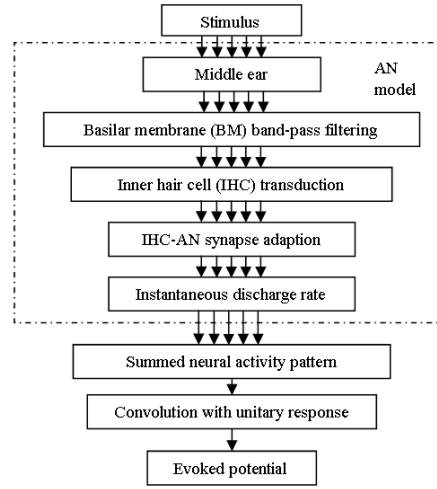 Stimulus
AN
model
Middle ear
Basilar membrane (BM) band-pass filtering
Inner hair cell (IHC) transduction
IHC-AN synapse adaption
Instantaneous discharge rate
Summed neural activity pattern
Convolution with unitary response
Evoked potential